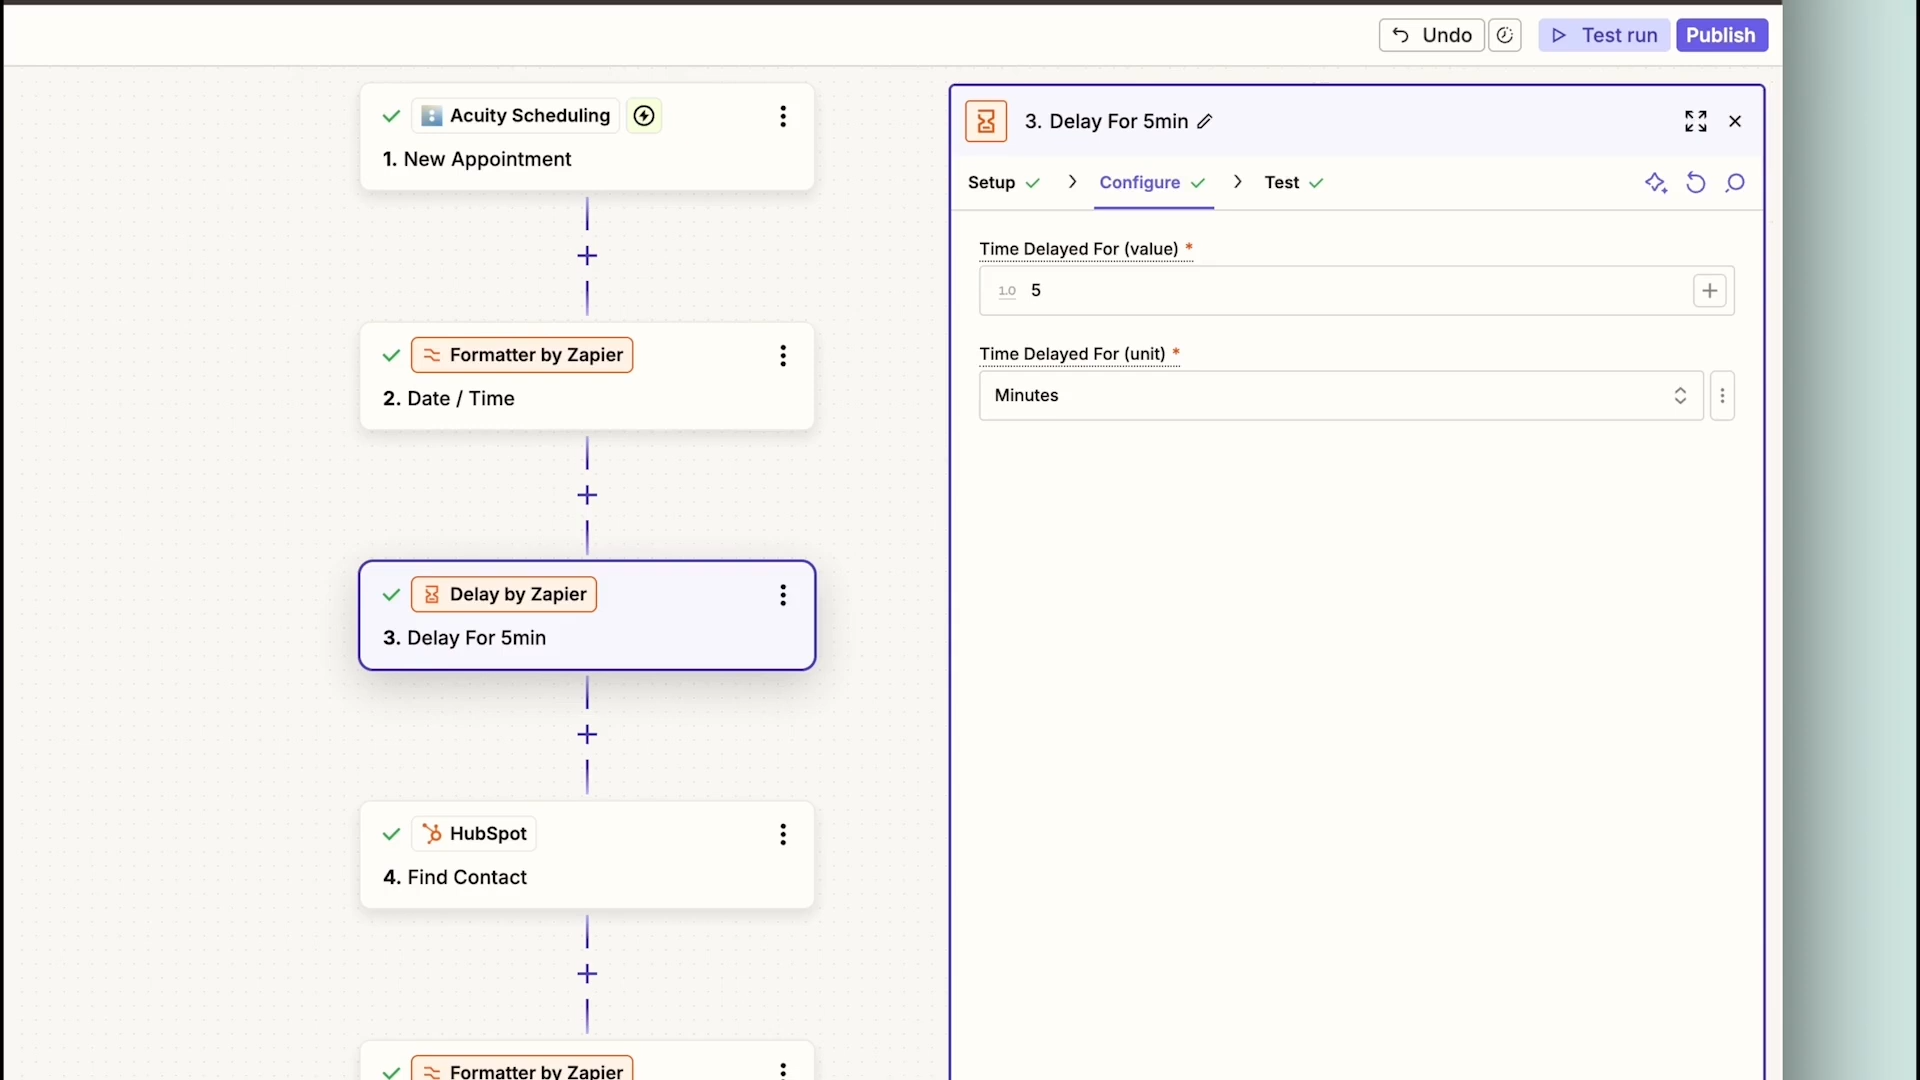 Undo
Test run
Publish
Acuity Scheduling
1. New Appointment
Formatter by Zapier
2. Date / Time
Delay by Zapier
3. Delay For 5min
HubSpot
4. Find Contact
Formatter by Zapier
3. Delay For 5min
Setup
Configure
Test
Time Delayed For (value) *
1.0 5
Time Delayed For (unit) *
Minutes